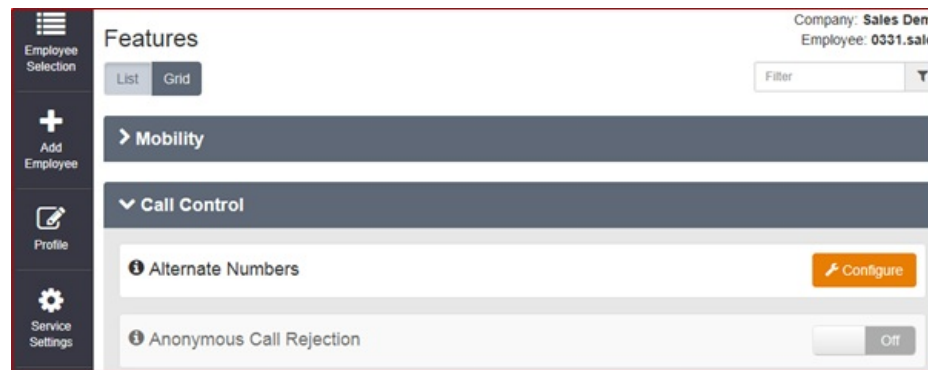 Employee
Selection
Add
Employee
Profile
Service
Settings
Features
Company: Sales Dem
Employee: 0331.sale
List Grid
Filter
Mobility
Call Control
Alternate Numbers
Configure
Anonymous Call Rejection
Off